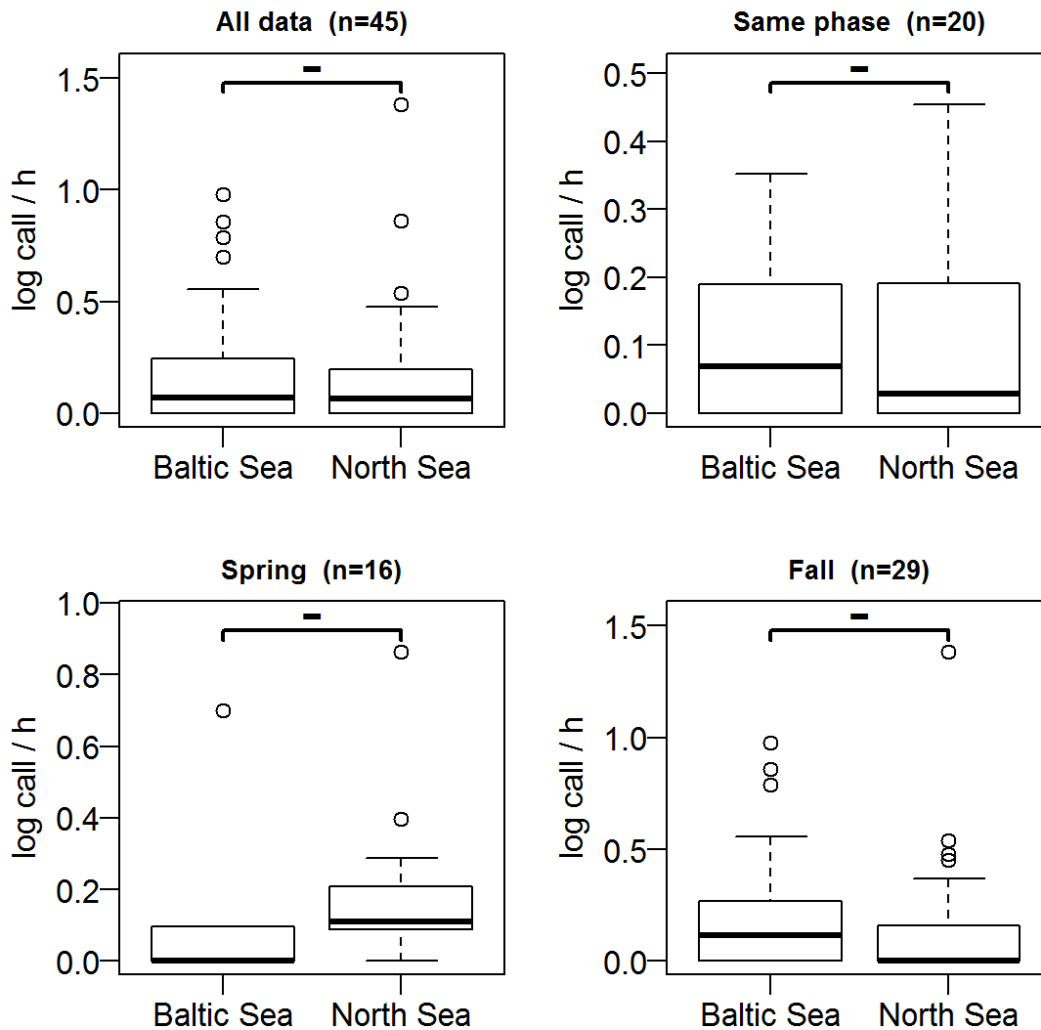 All data (n=45)
log call / h
1.5
1.0
0.5
0.0
-
Baltic Sea
North Sea
Same phase (n=20)
log call / h
0.5
0.4
0.3
0.2
0.1
0.0
-
Baltic Sea
North Sea
Spring (n=16)
log call / h
1.0
0.8
0.6
0.4
0.2
0.0
-
Baltic Sea
North Sea
Fall (n=29)
log call / h
1.5
1.0
0.5
0.0
-
Baltic Sea
North Sea